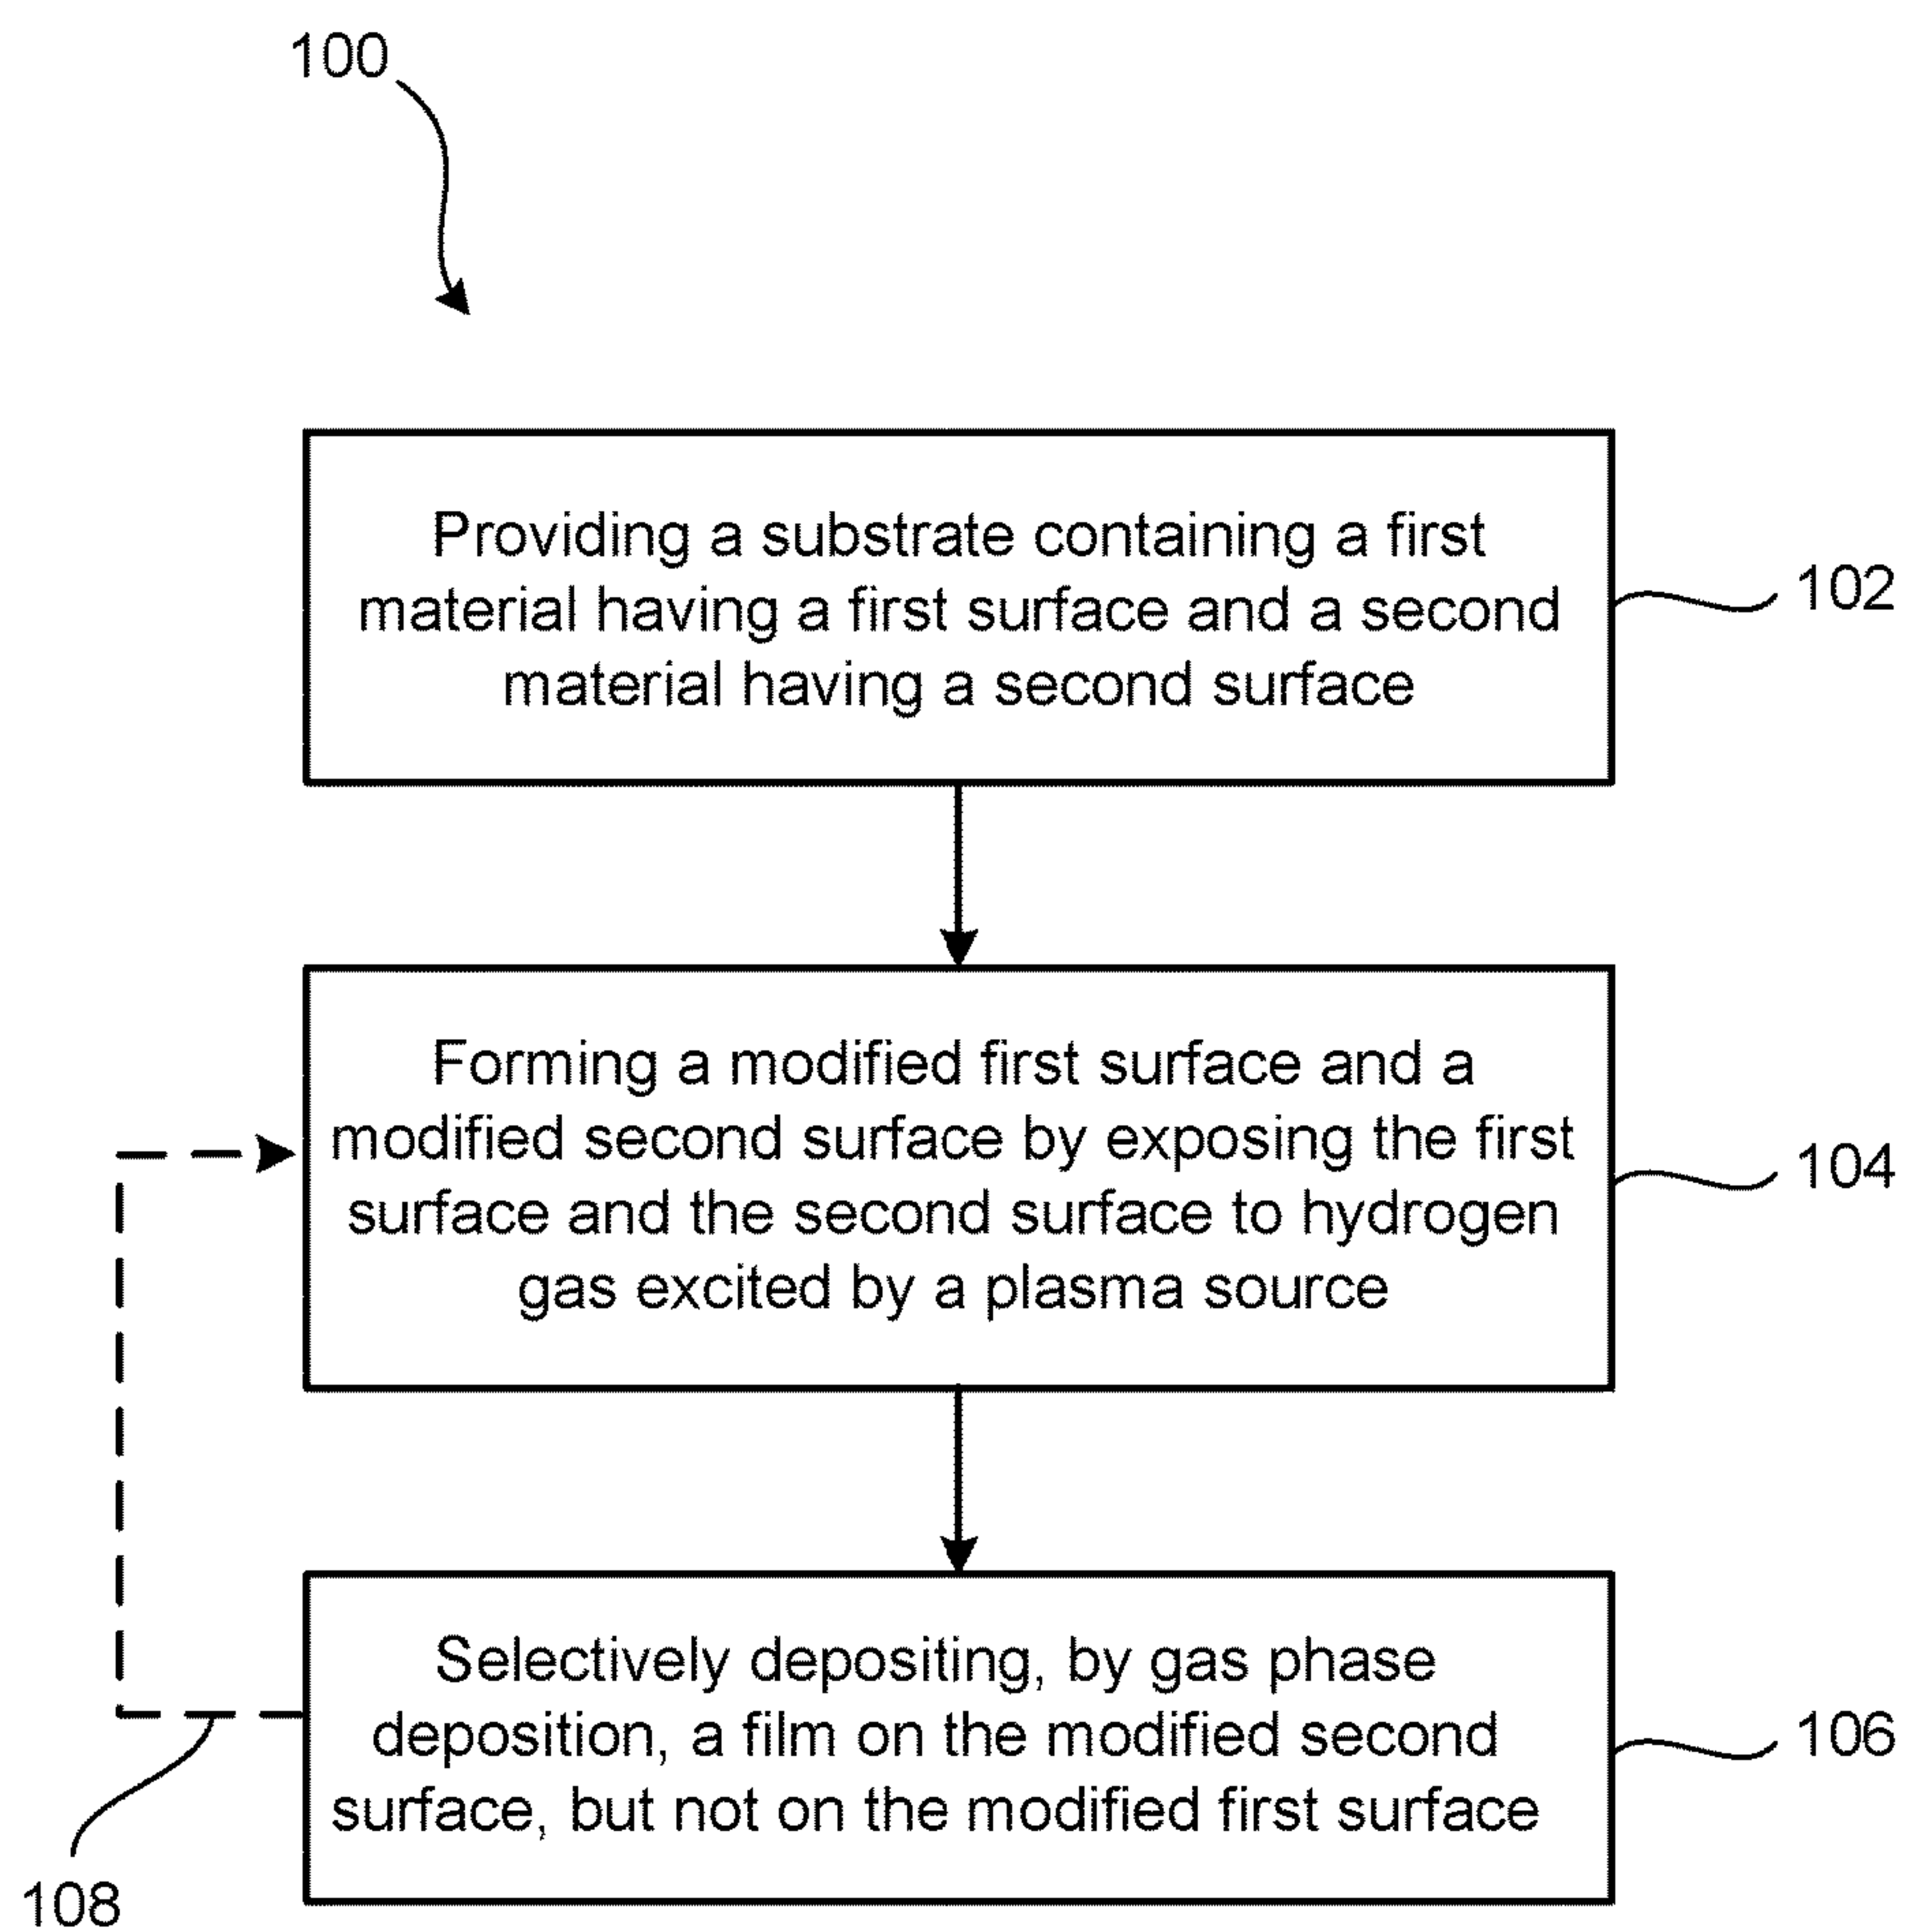 100
Providing a substrate containing a first
material having a first surface and a second
material having a second surface
102
Forming a modified first surface and a
modified second surface by exposing the first
surface and the second surface to hydrogen
gas excited by a plasma source
104
Selectively depositing, by gas phase
deposition, a film on the modified second
surface, but not on the modified first surface
106
108